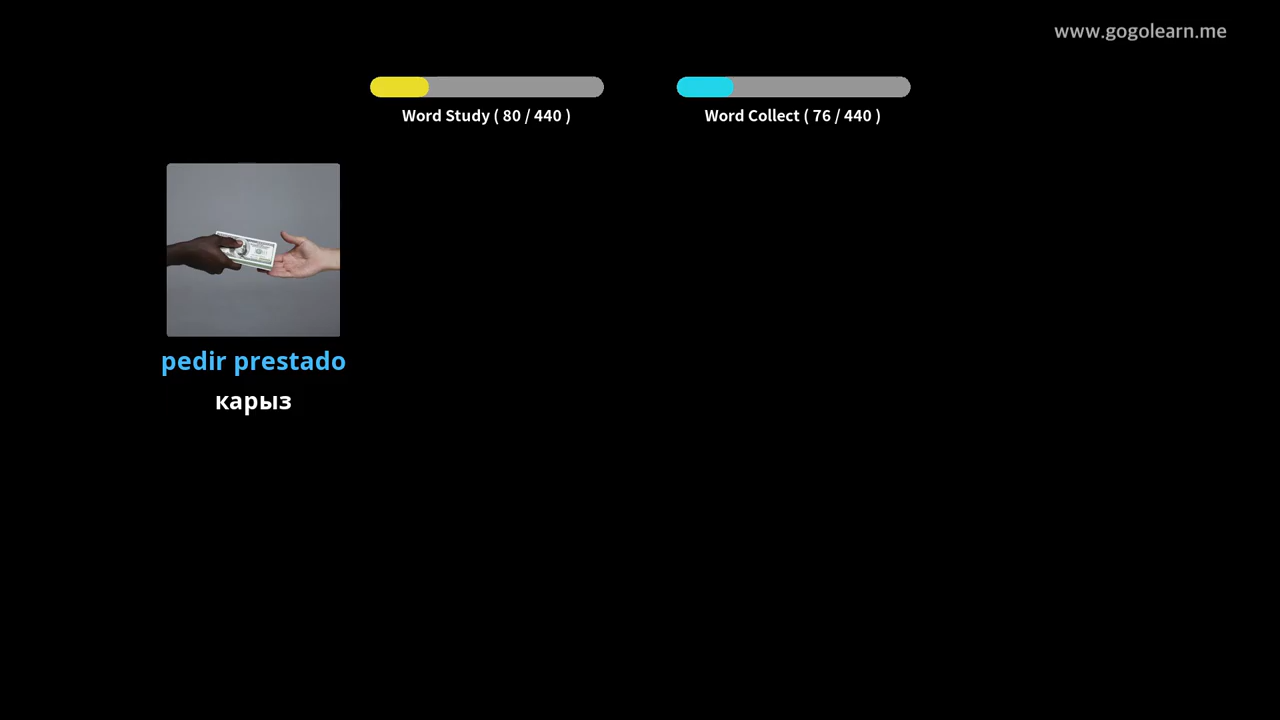 www.gogolearn.me
Word Study ( 80 / 440 )
Word Collect ( 76 / 440 )
pedir prestado
карыз